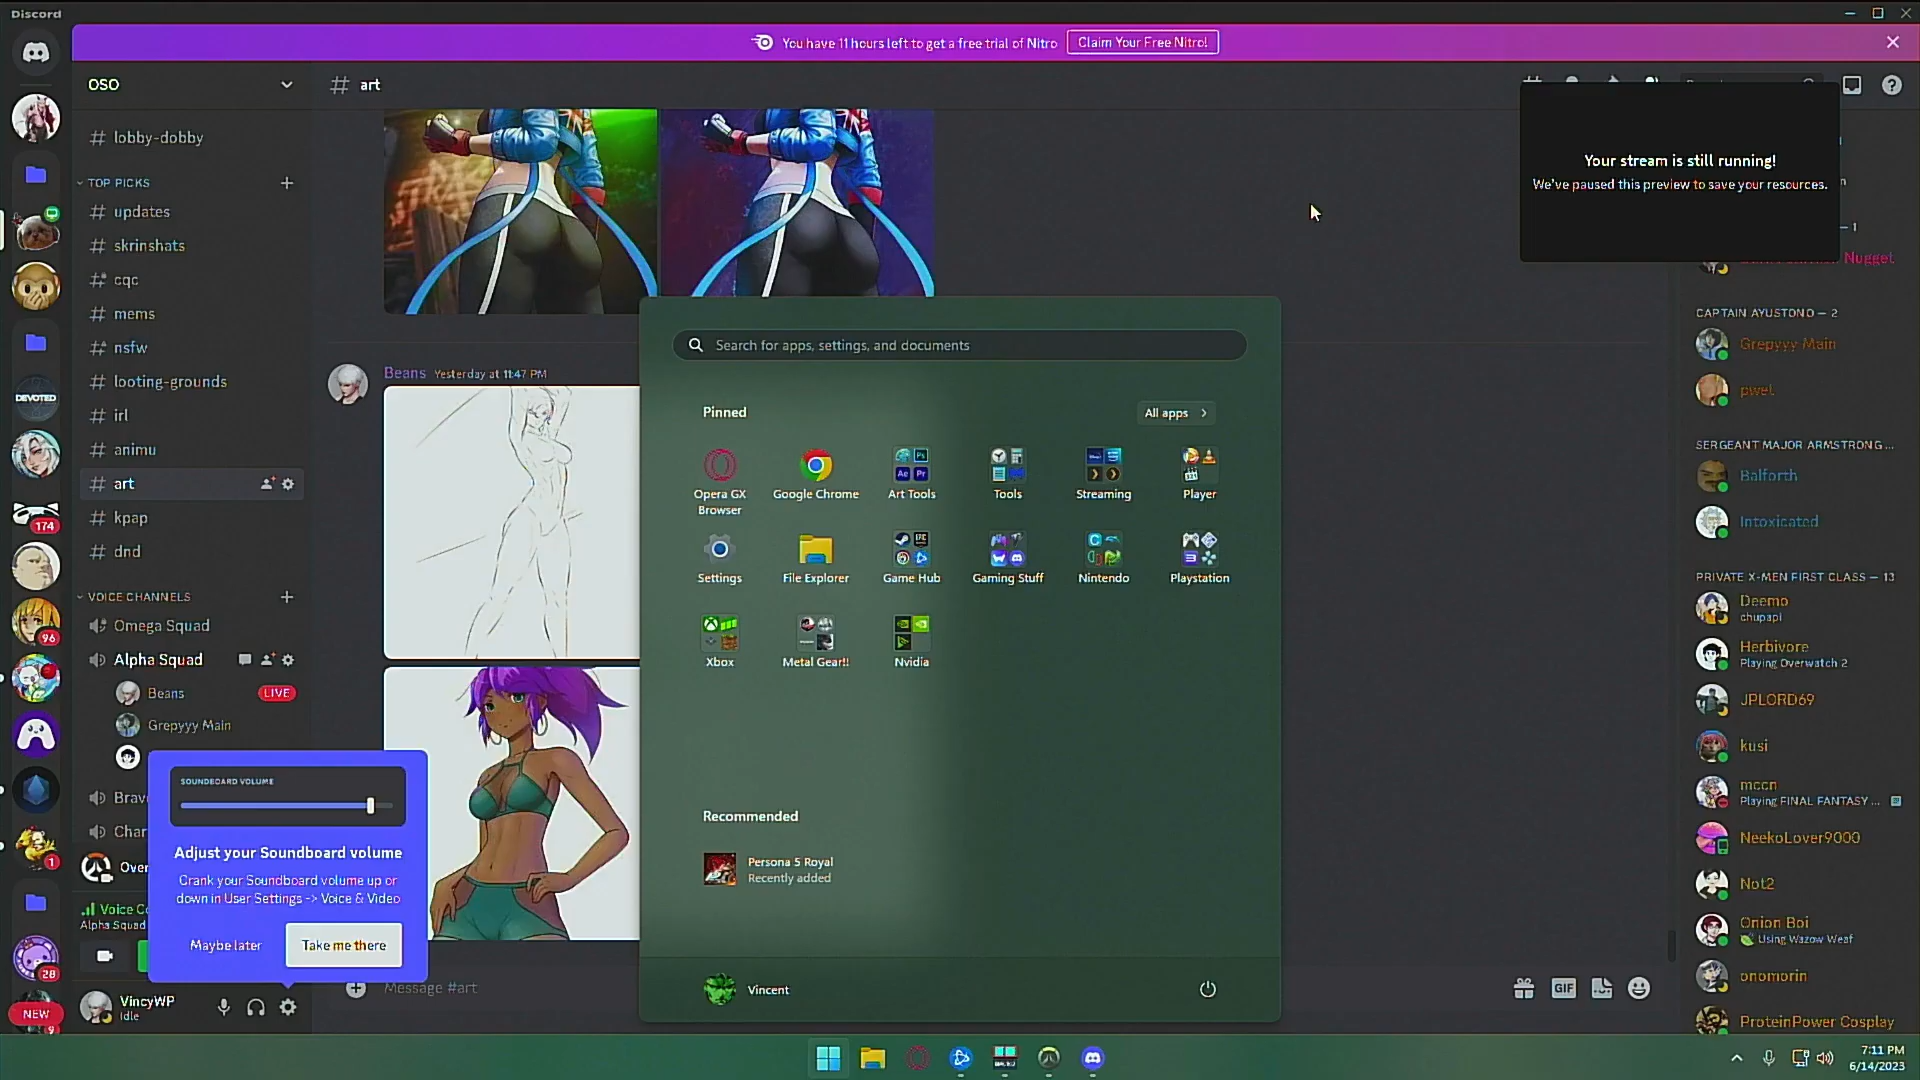 Discord
You have 11 hours left to get a free trial of Nitro
Claim Your Free Nitro!
OSO
art
lobby-dobby
TOP PICKS
updates
skrinshats
cqc
mems
nsfw
looting-grounds
irl
animu
art
kpap
dnd
VOICE CHANNELS
Omega Squad
Alpha Squad
Beans
LIVE
Grepyyy Main
Brav
Char
Over
Voice Co
Alpha Squad
VincyWP
Idle
DEVOTED
174
96
1
28
NEW
9
SOUNDBOARD VOLUME
Adjust your Soundboard volume
Crank your Soundboard volume up or
down in User Settings -> Voice & Video
Maybe later
Take me there
Beans Yesterday at 11:47 PM
Message #art
GIF
Search for apps, settings, and documents
Pinned
All apps
Opera GX
Browser
Google Chrome
Art Tools
Tools
Streaming
Player
Settings
File Explorer
Game Hub
Gaming Stuff
Nintendo
Playstation
Xbox
Metal Gear!!
Nvidia
Recommended
Persona 5 Royal
Recently added
Vincent
Your stream is still running!
We've paused this preview to save your resources.
Nugget
CAPTAIN AYUSTONO — 2
Grepyyy Main
pwet
SERGEANT MAJOR ARMSTRONG ...
Balforth
Intoxicated
PRIVATE X-MEN FIRST CLASS — 13
Deemo
chupapi
Herbivore
Playing Overwatch 2
JPLORD69
kusi
mccn
Playing FINAL FANTASY ...
NeekoLover9000
Not2
Onion Boi
Using Wazow Weaf
onomorin
ProteinPower Cosplay
7:11 PM
6/14/2023